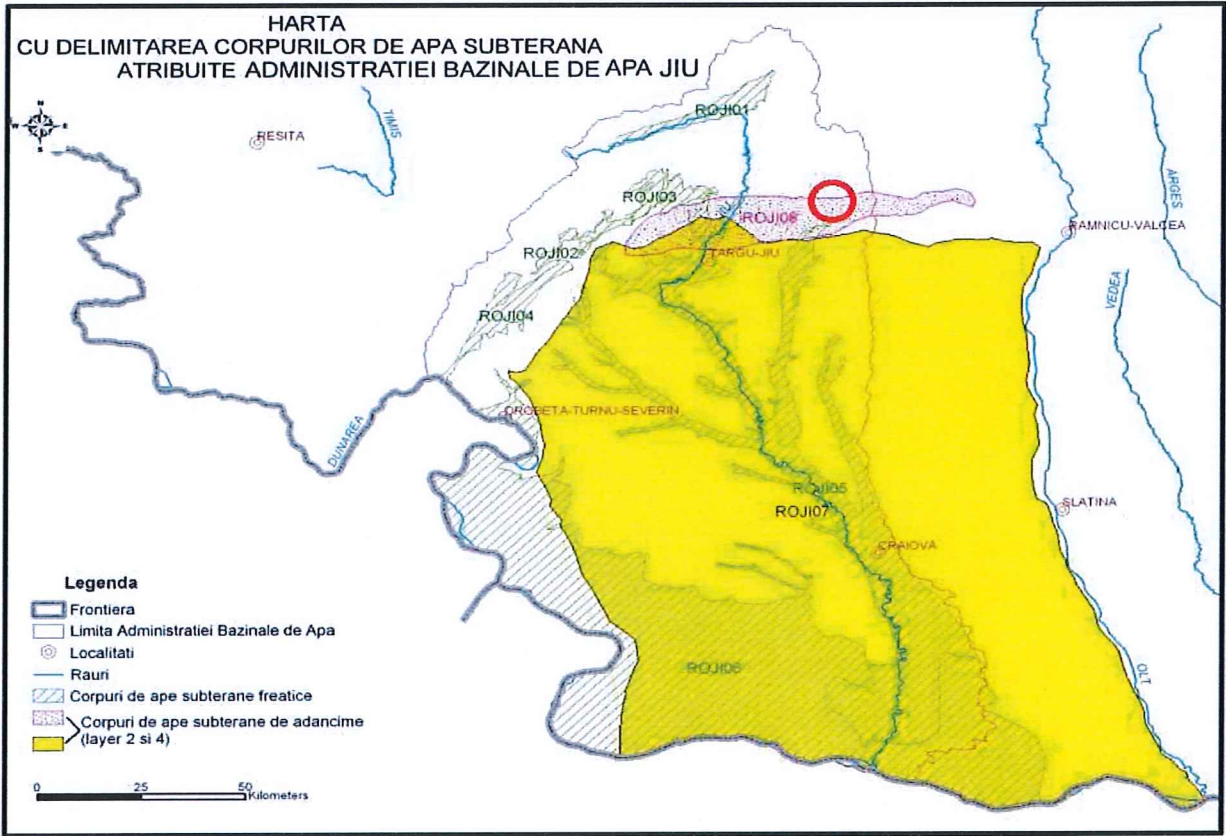 HARTA
CU DELIMITAREA CORPURILOR DE APA SUBTERANA
ATRIBUITE ADMINISTRATIEI BAZINALE DE APA JIU
N
W E
S
RESITA
TIMIS
ROJI01
ROJI03
ROJI08
JIU
ROJI02
TARGU-JIU
ROJI04
ARGES
RAMNICU-VALCEA
VEDEA
DROBETA-TURNU-SEVERIN
DUNAREA
ROJI05
ROJI07
SLATINA
CRAIOVA
ROJI06
OLT
Legenda
Frontiera
Limita Administratiei Bazinale de Apa
Localitati
Rauri
Corpuri de ape subterane freatice
Corpuri de ape subterane de adancime
(layer 2 si 4)
0 25 50
Kilometers